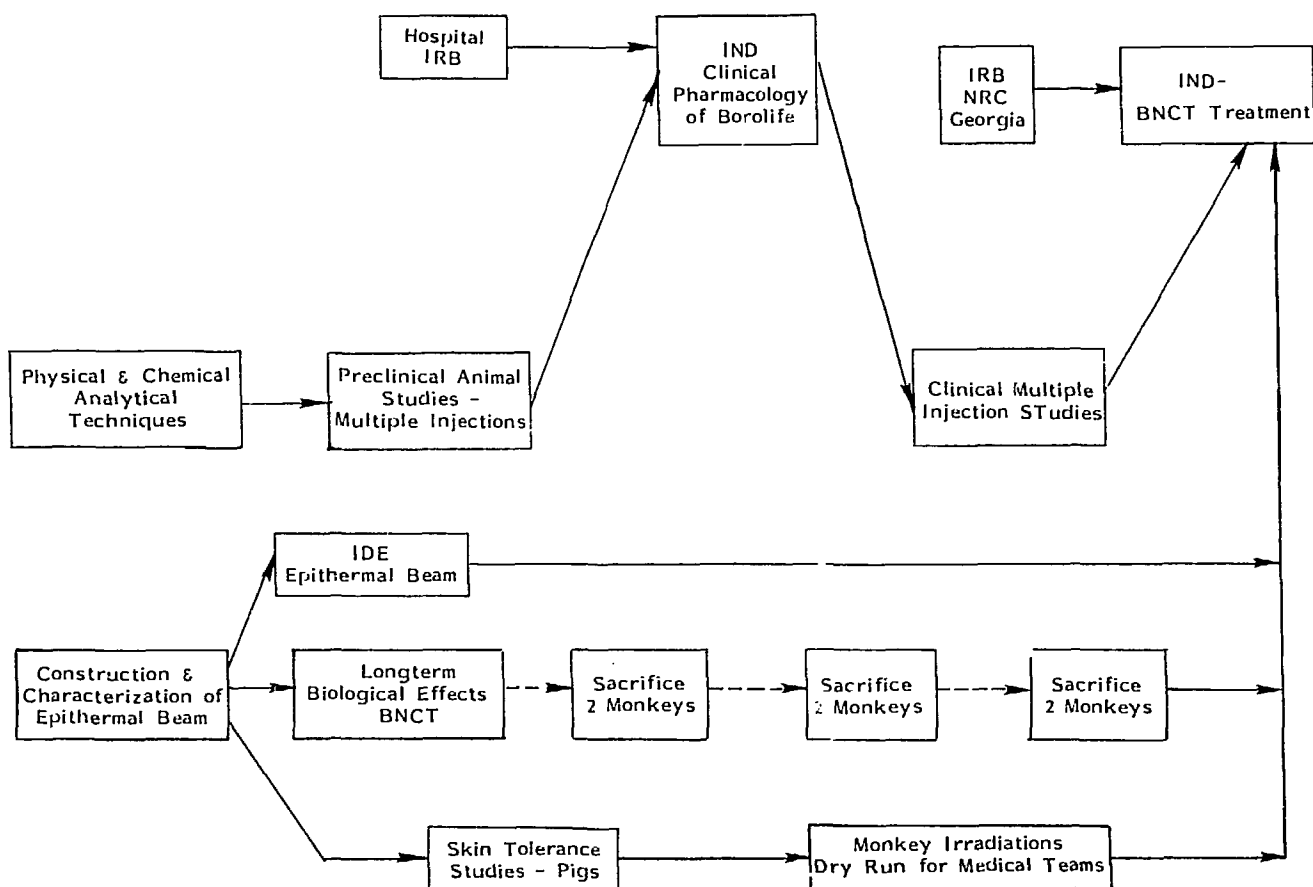 Hospital
IRB
IND
Clinical
Pharmacology
of Borolife
IRB
NRC
Georgia
IND-
BNCT Treatment
Physical & Chemical
Analytical
Techniques
Preclinical Animal
Studies -
Multiple Injections
Clinical Multiple
Injection STudies
IDE
Epithermal Beam
Construction &
Characterization of
Epithermal Beam
Longterm
Biological Effects
BNCT
Sacrifice
2 Monkeys
Sacrifice
2 Monkeys
Sacrifice
2 Monkeys
Skin Tolerance
Studies - Pigs
Monkey Irradiations
Dry Run for Medical Teams